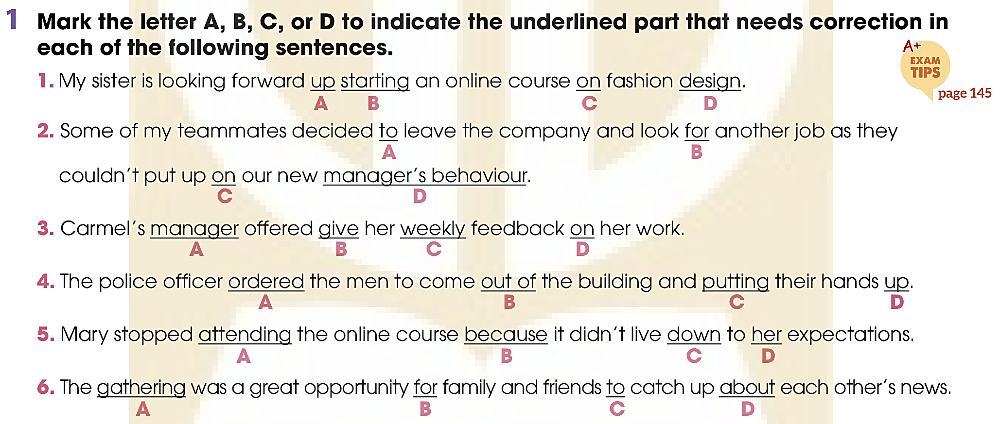 1 Mark the letter A, B, C, or D to indicate the underlined part that needs correction in
each of the following sentences.
A+
EXAM
TIPS
page 145
1. My sister is looking forward up starting an online course on fashion design.
A B C D
2. Some of my teammates decided to leave the company and look for another job as they
A B
couldn't put up on our new manager's behaviour.
C D
3. Carmel's manager offered give her weekly feedback on her work.
A B C D
4. The police officer ordered the men to come out of the building and putting their hands up.
A B C D
5. Mary stopped attending the online course because it didn't live down to her expectations.
A B C D
6. The gathering was a great opportunity for family and friends to catch up about each other's news.
A B C D